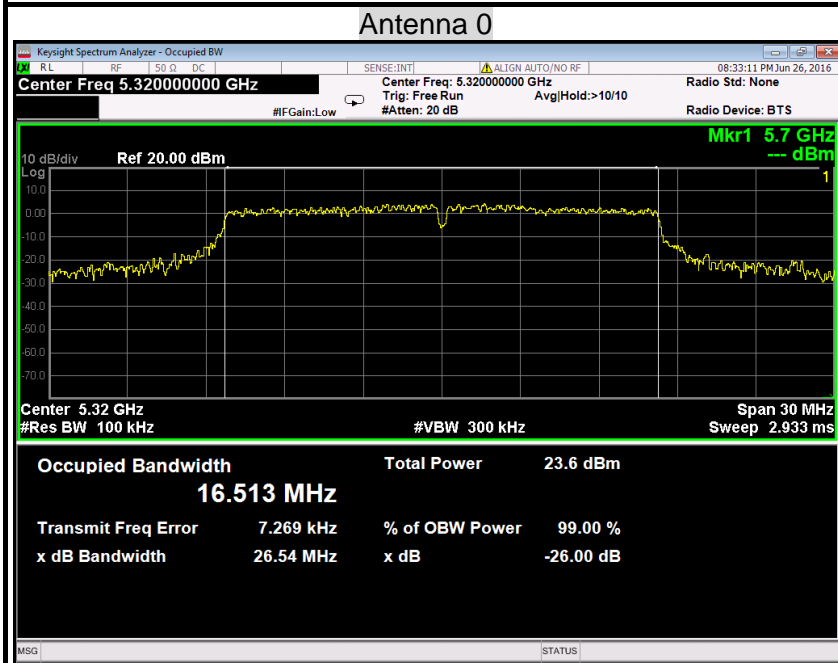 Antenna 0
Keysight Spectrum Analyzer - Occupied BW
LXI RL RF 50 Ω DC SENSE:INT ALIGN AUTO/NO RF 08:33:11 PM Jun 26, 2016
Center Freq 5.320000000 GHz Center Freq: 5.320000000 GHz Radio Std: None
Trig: Free Run Avg|Hold:>10/10
#IFGain:Low #Atten: 20 dB Radio Device: BTS
Mkr1 5.7 GHz
10 dB/div Ref 20.00 dBm --- dBm
Log 1
10.0
0.00
-10.0
-20.0
-30.0
-40.0
-50.0
-60.0
-70.0
Center 5.32 GHz Span 30 MHz
#Res BW 100 kHz #VBW 300 kHz Sweep 2.933 ms
Occupied Bandwidth Total Power 23.6 dBm
16.513 MHz
Transmit Freq Error 7.269 kHz % of OBW Power 99.00 %
x dB Bandwidth 26.54 MHz x dB -26.00 dB
MSG STATUS